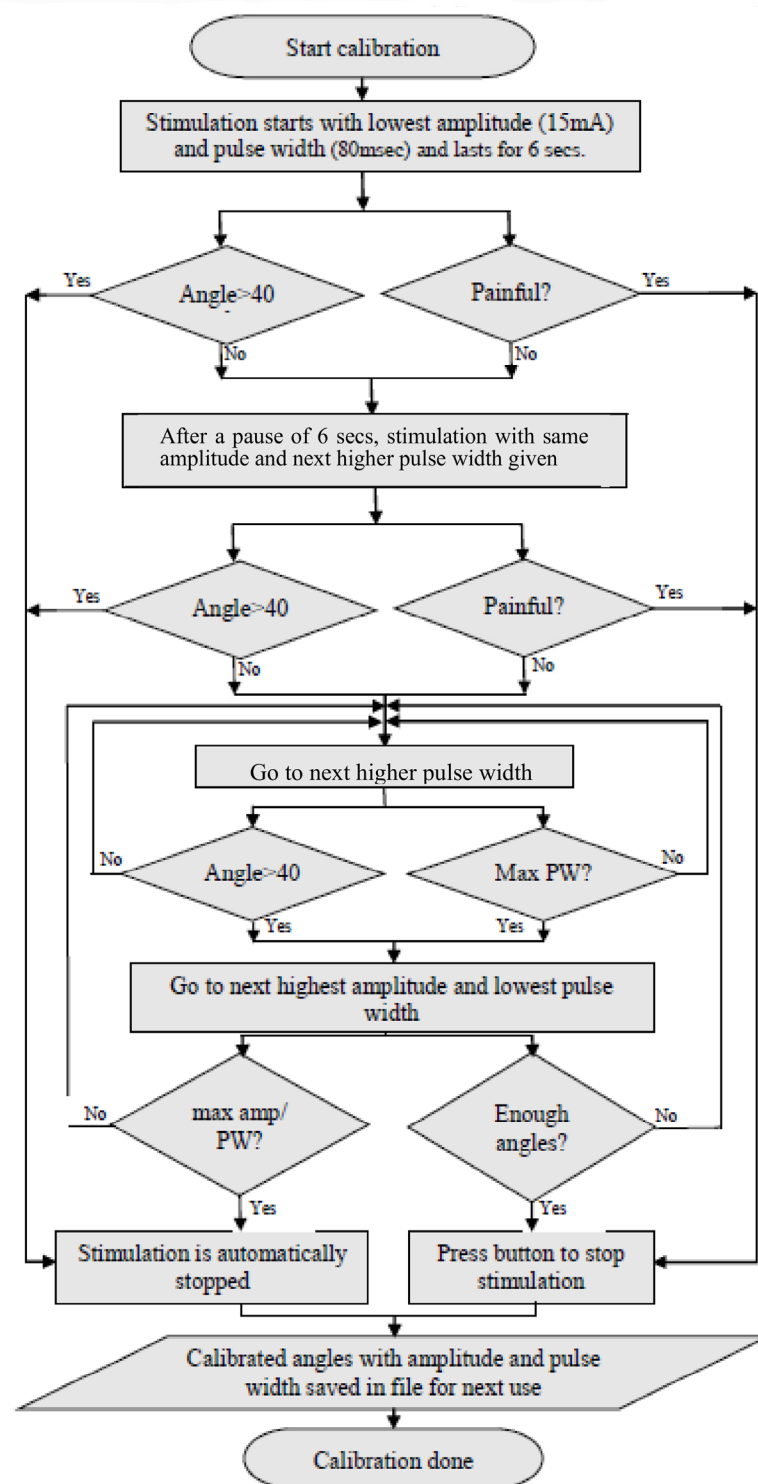 Start calibration
Stimulation starts with lowest amplitude (15mA)
and pulse width (80msec) and lasts for 6 secs.
Yes
Angle>40
Painful?
Yes
No
No
After a pause of 6 secs, stimulation with same
amplitude and next higher pulse width given
Yes
Angle>40
Painful?
Yes
No
No
Go to next higher pulse width
No
Angle>40
Max PW?
No
Yes
Yes
Go to next highest amplitude and lowest pulse
width
No
max amp/
PW?
Enough
angles?
No
Yes
Yes
Stimulation is automatically
stopped
Press button to stop
stimulation
Calibrated angles with amplitude and pulse
width saved in file for next use
Calibration done